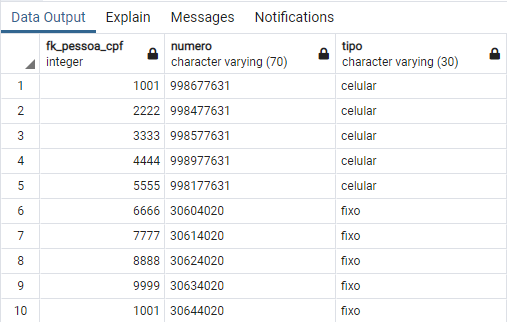 Data Output Explain Messages Notifications
fk_pessoa_cpf numero tipo
integer character varying (70) character varying (30)
1 1001 998677631 celular
2 2222 998477631 celular
3 3333 998577631 celular
4 4444 998977631 celular
5 5555 998177631 celular
6 6666 30604020 fixo
7 7777 30614020 fixo
8 8888 30624020 fixo
9 9999 30634020 fixo
10 1001 30644020 fixo